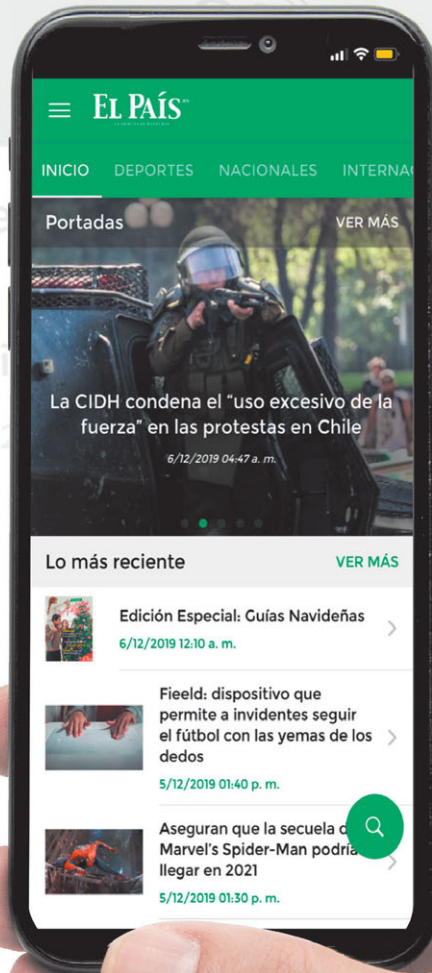 EL PAÍS
INICIO DEPORTES NACIONALES INTERNA
Portadas VER MÁS
La CIDH condena el "uso excesivo de la
fuerza" en las protestas en Chile
6/12/2019 04:47 a. m.
Lo más reciente VER MÁS
Edición Especial: Guías Navideñas
6/12/2019 12:10 a. m.
Fieeld: dispositivo que
permite a invidentes seguir
el fútbol con las yemas de los
dedos
5/12/2019 01:40 p. m.
Aseguran que la secuela d
Marvel's Spider-Man podría
llegar en 2021
5/12/2019 01:30 p. m.